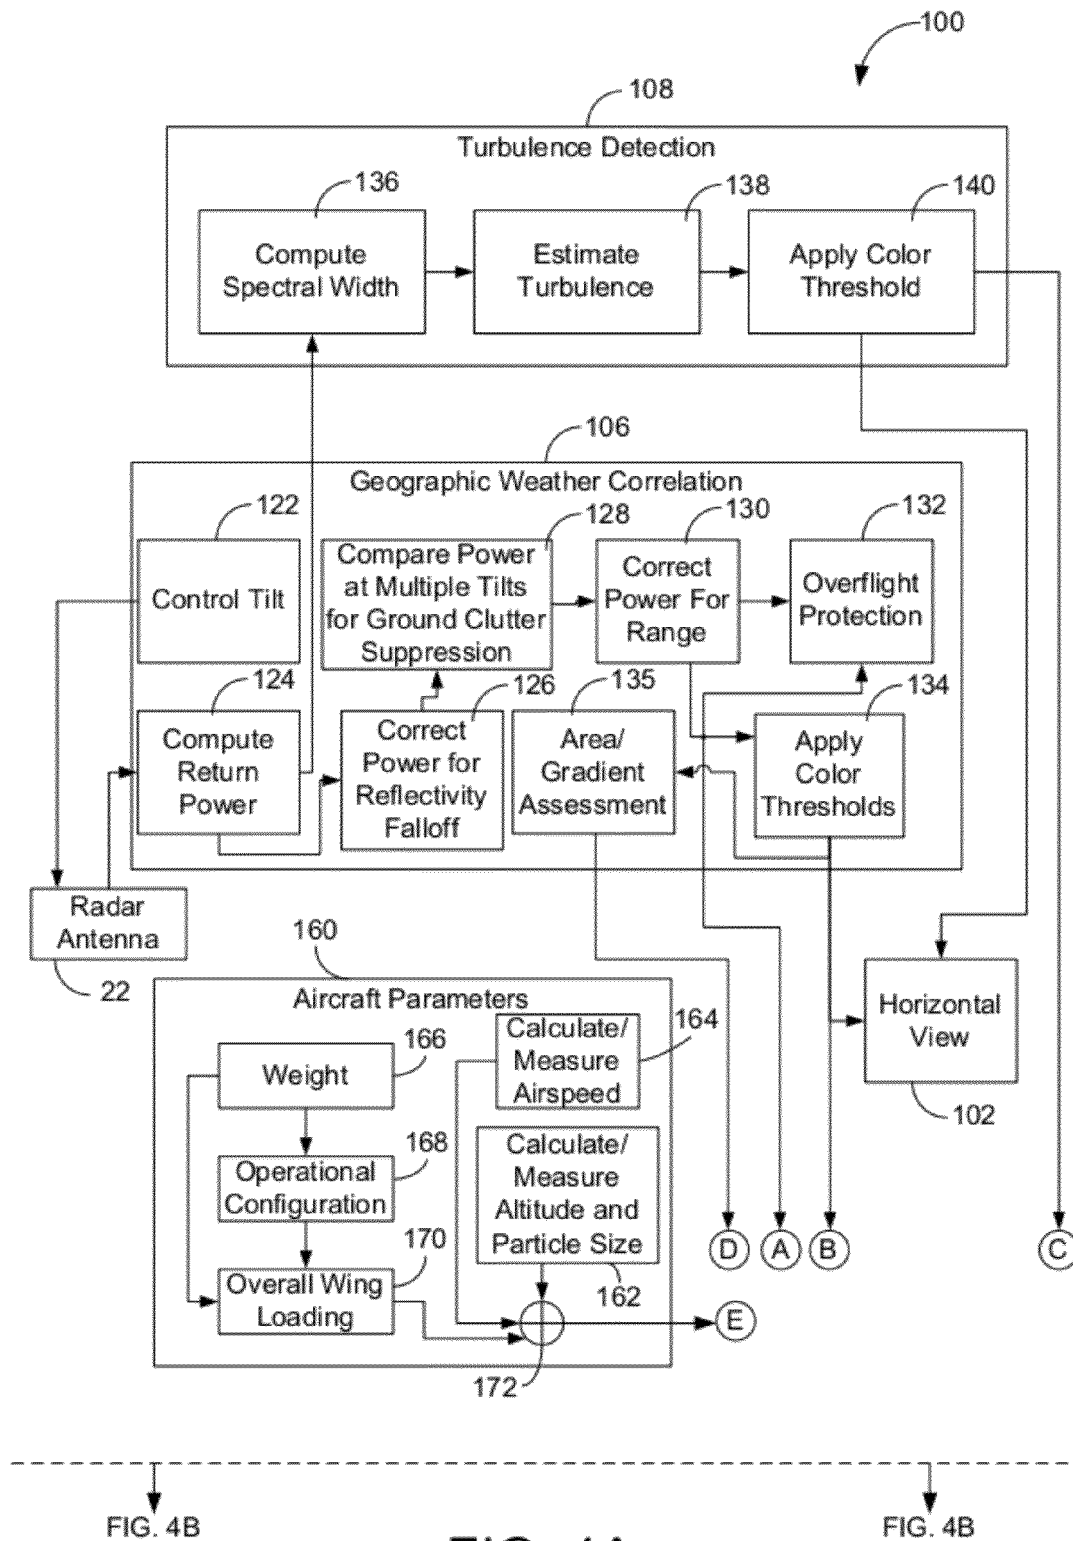 100
108
Turbulence Detection
136
138
140
Compute
Spectral Width
Estimate
Turbulence
Apply Color
Threshold
106
Geographic Weather Correlation
122
128
130
132
Control Tilt
Compare Power
at Multiple Tilts
for Ground Clutter
Suppression
Correct
Power For
Range
Overflight
Protection
124
126
135
134
Compute
Return
Power
Correct
Power for
Reflectivity
Falloff
Area/
Gradient
Assessment
Apply
Color
Thresholds
Radar
Antenna
22
160
Aircraft Parameters
166
Weight
Calculate/
Measure
Airspeed
164
Horizontal
View
102
168
Operational
Configuration
Calculate/
Measure
Altitude and
Particle Size
162
170
Overall Wing
Loading
172
D
A
B
C
E
FIG. 4B
FIG. 4B